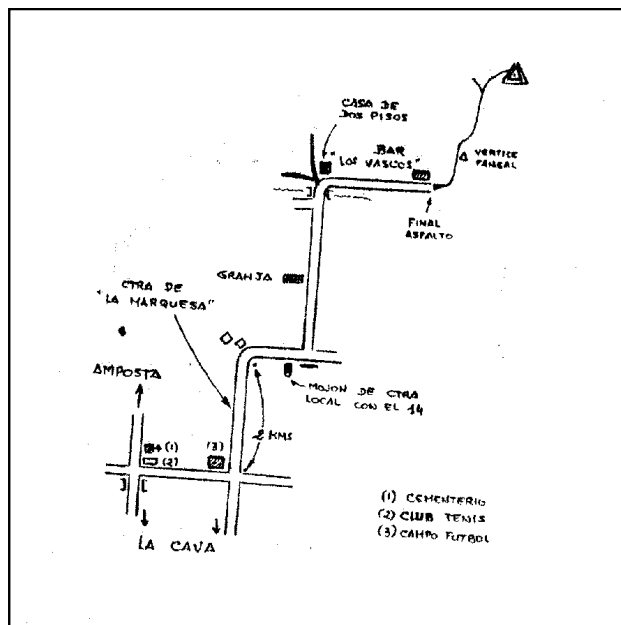 CASA DE
DOS PISOS
BAR
"LOS VASCOS"
VERTICE
FANGAL
FINAL
ASFALTO
GRANJA
CTRA DE
"LA MARQUESA"
AMPOSTA
MOJON DE CTRA
LOCAL CON EL 14
2 KMS
(1)
(2)
(3)
LA CAVA
(1) CEMENTERIO
(2) CLUB TENIS
(3) CAMPO FUTBOL